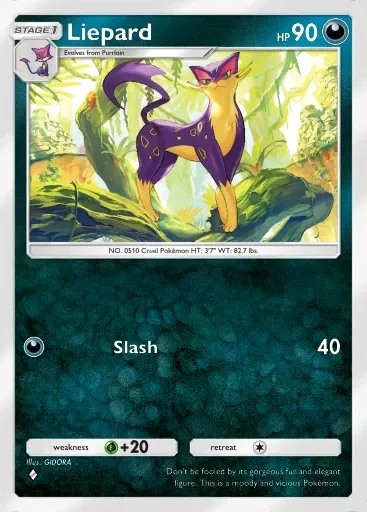 STAGE 1
Liepard
HP 90
Evolves from Purrloin
NO. 0510 Cruel Pokémon HT: 3'7" WT: 82.7 lbs.
Slash 40
weakness +20 retreat
Illus. GIDORA
Don't be fooled by its gorgeous fur and elegant
figure. This is a moody and vicious Pokémon.